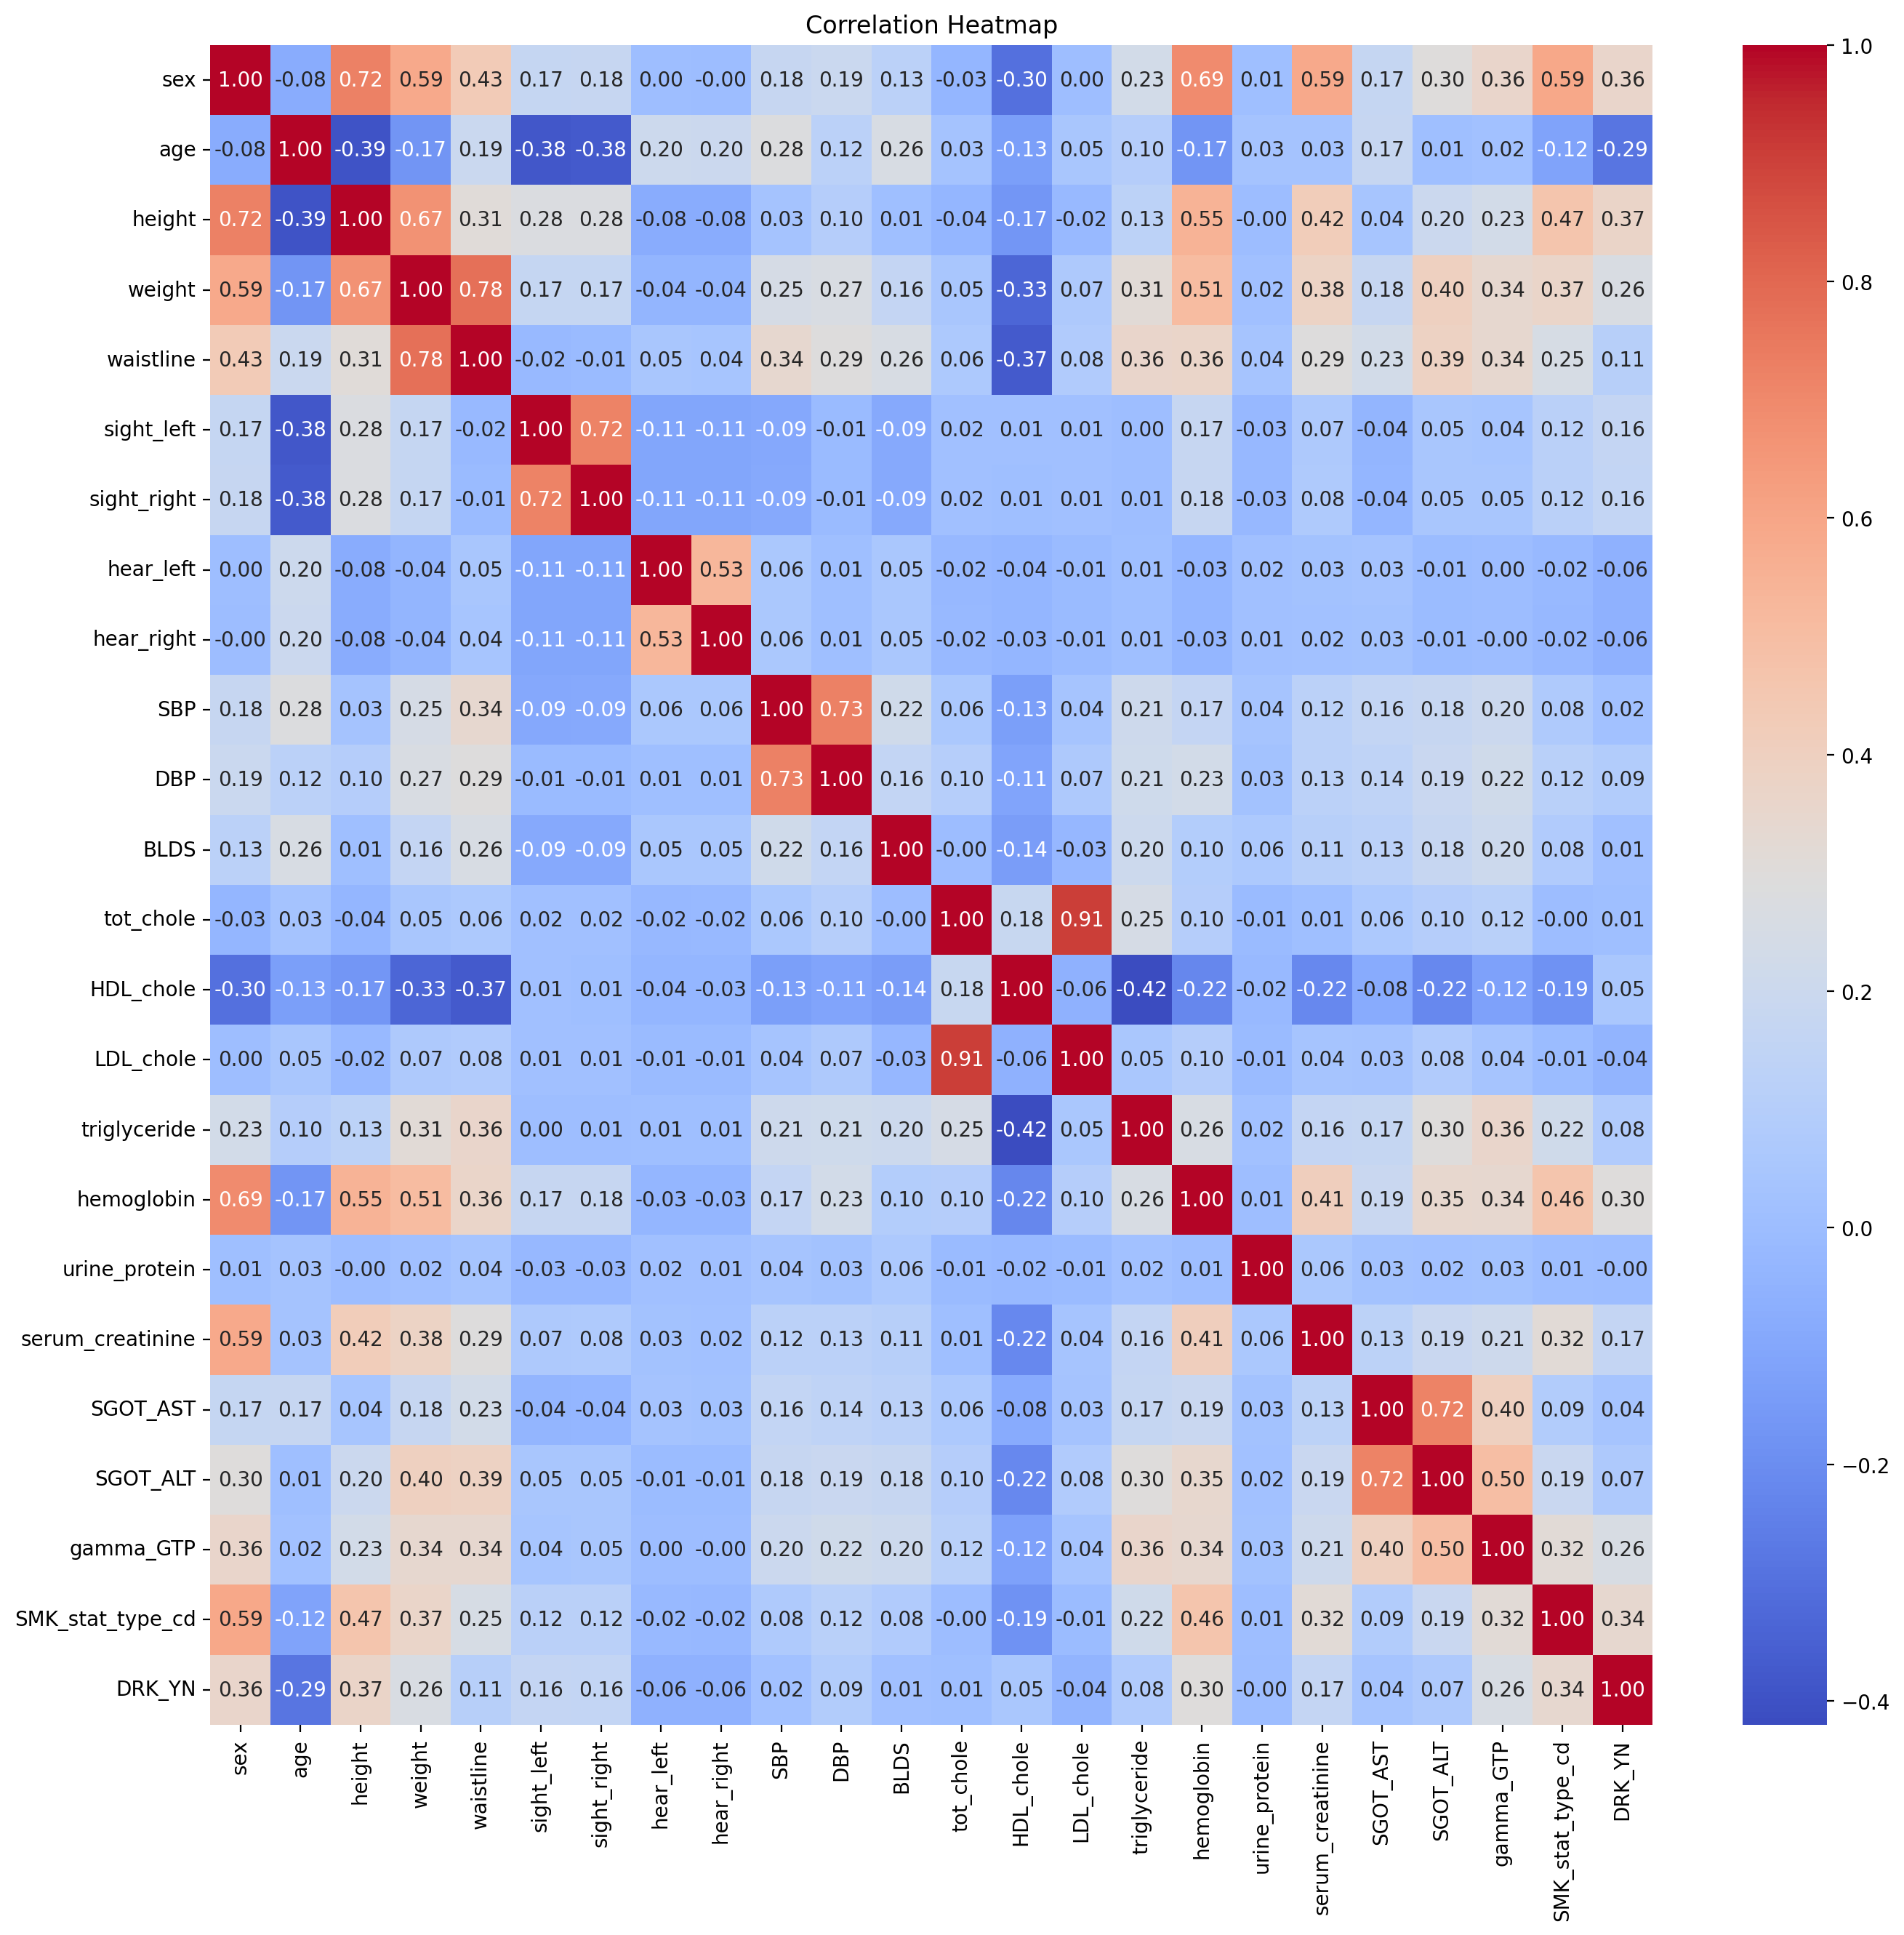 Correlation Heatmap
sex 1.00 -0.08 0.72 0.59 0.43 0.17 0.18 0.00 -0.00 0.18 0.19 0.13 -0.03 -0.30 0.00 0.23 0.69 0.01 0.59 0.17 0.30 0.36 0.59 0.36
age -0.08 1.00 -0.39 -0.17 0.19 -0.38 -0.38 0.20 0.20 0.28 0.12 0.26 0.03 -0.13 0.05 0.10 -0.17 0.03 0.03 0.17 0.01 0.02 -0.12 -0.29
height 0.72 -0.39 1.00 0.67 0.31 0.28 0.28 -0.08 -0.08 0.03 0.10 0.01 -0.04 -0.17 -0.02 0.13 0.55 -0.00 0.42 0.04 0.20 0.23 0.47 0.37
weight 0.59 -0.17 0.67 1.00 0.78 0.17 0.17 -0.04 -0.04 0.25 0.27 0.16 0.05 -0.33 0.07 0.31 0.51 0.02 0.38 0.18 0.40 0.34 0.37 0.26
waistline 0.43 0.19 0.31 0.78 1.00 -0.02 -0.01 0.05 0.04 0.34 0.29 0.26 0.06 -0.37 0.08 0.36 0.36 0.04 0.29 0.23 0.39 0.34 0.25 0.11
sight_left 0.17 -0.38 0.28 0.17 -0.02 1.00 0.72 -0.11 -0.11 -0.09 -0.01 -0.09 0.02 0.01 0.01 0.00 0.17 -0.03 0.07 -0.04 0.05 0.04 0.12 0.16
sight_right 0.18 -0.38 0.28 0.17 -0.01 0.72 1.00 -0.11 -0.11 -0.09 -0.01 -0.09 0.02 0.01 0.01 0.01 0.18 -0.03 0.08 -0.04 0.05 0.05 0.12 0.16
hear_left 0.00 0.20 -0.08 -0.04 0.05 -0.11 -0.11 1.00 0.53 0.06 0.01 0.05 -0.02 -0.04 -0.01 0.01 -0.03 0.02 0.03 0.03 -0.01 0.00 -0.02 -0.06
hear_right -0.00 0.20 -0.08 -0.04 0.04 -0.11 -0.11 0.53 1.00 0.06 0.01 0.05 -0.02 -0.03 -0.01 0.01 -0.03 0.01 0.02 0.03 -0.01 -0.00 -0.02 -0.06
SBP 0.18 0.28 0.03 0.25 0.34 -0.09 -0.09 0.06 0.06 1.00 0.73 0.22 0.06 -0.13 0.04 0.21 0.17 0.04 0.12 0.16 0.18 0.20 0.08 0.02
DBP 0.19 0.12 0.10 0.27 0.29 -0.01 -0.01 0.01 0.01 0.73 1.00 0.16 0.10 -0.11 0.07 0.21 0.23 0.03 0.13 0.14 0.19 0.22 0.12 0.09
BLDS 0.13 0.26 0.01 0.16 0.26 -0.09 -0.09 0.05 0.05 0.22 0.16 1.00 -0.00 -0.14 -0.03 0.20 0.10 0.06 0.11 0.13 0.18 0.20 0.08 0.01
tot_chole -0.03 0.03 -0.04 0.05 0.06 0.02 0.02 -0.02 -0.02 0.06 0.10 -0.00 1.00 0.18 0.91 0.25 0.10 -0.01 0.01 0.06 0.10 0.12 -0.00 0.01
HDL_chole -0.30 -0.13 -0.17 -0.33 -0.37 0.01 0.01 -0.04 -0.03 -0.13 -0.11 -0.14 0.18 1.00 -0.06 -0.42 -0.22 -0.02 -0.22 -0.08 -0.22 -0.12 -0.19 0.05
LDL_chole 0.00 0.05 -0.02 0.07 0.08 0.01 0.01 -0.01 -0.01 0.04 0.07 -0.03 0.91 -0.06 1.00 0.05 0.10 -0.01 0.04 0.03 0.08 0.04 -0.01 -0.04
triglyceride 0.23 0.10 0.13 0.31 0.36 0.00 0.01 0.01 0.01 0.21 0.21 0.20 0.25 -0.42 0.05 1.00 0.26 0.02 0.16 0.17 0.30 0.36 0.22 0.08
hemoglobin 0.69 -0.17 0.55 0.51 0.36 0.17 0.18 -0.03 -0.03 0.17 0.23 0.10 0.10 -0.22 0.10 0.26 1.00 0.01 0.41 0.19 0.35 0.34 0.46 0.30
urine_protein 0.01 0.03 -0.00 0.02 0.04 -0.03 -0.03 0.02 0.01 0.04 0.03 0.06 -0.01 -0.02 -0.01 0.02 0.01 1.00 0.06 0.03 0.02 0.03 0.01 -0.00
serum_creatinine 0.59 0.03 0.42 0.38 0.29 0.07 0.08 0.03 0.02 0.12 0.13 0.11 0.01 -0.22 0.04 0.16 0.41 0.06 1.00 0.13 0.19 0.21 0.32 0.17
SGOT_AST 0.17 0.17 0.04 0.18 0.23 -0.04 -0.04 0.03 0.03 0.16 0.14 0.13 0.06 -0.08 0.03 0.17 0.19 0.03 0.13 1.00 0.72 0.40 0.09 0.04
SGOT_ALT 0.30 0.01 0.20 0.40 0.39 0.05 0.05 -0.01 -0.01 0.18 0.19 0.18 0.10 -0.22 0.08 0.30 0.35 0.02 0.19 0.72 1.00 0.50 0.19 0.07
gamma_GTP 0.36 0.02 0.23 0.34 0.34 0.04 0.05 0.00 -0.00 0.20 0.22 0.20 0.12 -0.12 0.04 0.36 0.34 0.03 0.21 0.40 0.50 1.00 0.32 0.26
SMK_stat_type_cd 0.59 -0.12 0.47 0.37 0.25 0.12 0.12 -0.02 -0.02 0.08 0.12 0.08 -0.00 -0.19 -0.01 0.22 0.46 0.01 0.32 0.09 0.19 0.32 1.00 0.34
DRK_YN 0.36 -0.29 0.37 0.26 0.11 0.16 0.16 -0.06 -0.06 0.02 0.09 0.01 0.01 0.05 -0.04 0.08 0.30 -0.00 0.17 0.04 0.07 0.26 0.34 1.00
sex age height weight waistline sight_left sight_right hear_left hear_right SBP DBP BLDS tot_chole HDL_chole LDL_chole triglyceride hemoglobin urine_protein serum_creatinine SGOT_AST SGOT_ALT gamma_GTP SMK_stat_type_cd DRK_YN
1.0
0.8
0.6
0.4
0.2
0.0
−0.2
−0.4